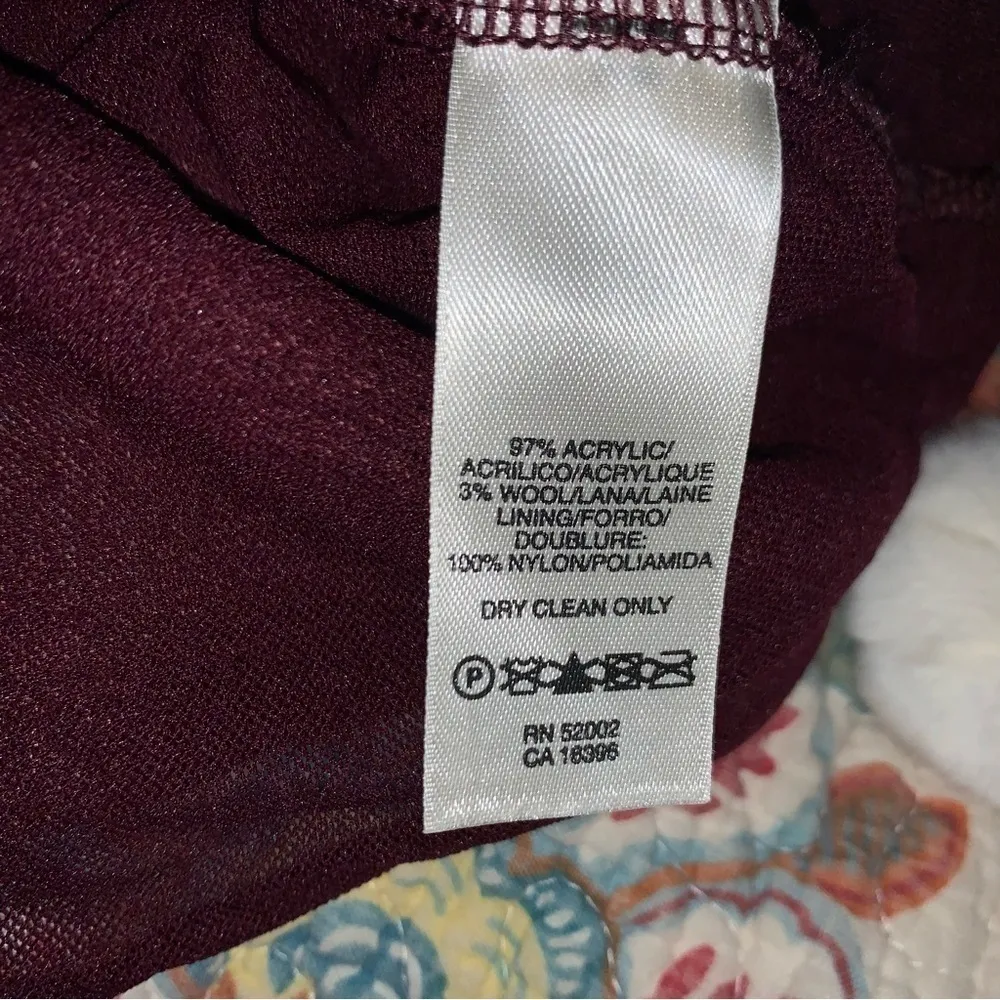 97% ACRYLIC/
ACRILICO/ACRYLIQUE
3% WOOL/LANA/LAINE
LINING/FORRO/
DOUBLURE:
100% NYLON/POLIAMIDA
DRY CLEAN ONLY
P
RN 52002
CA 16396